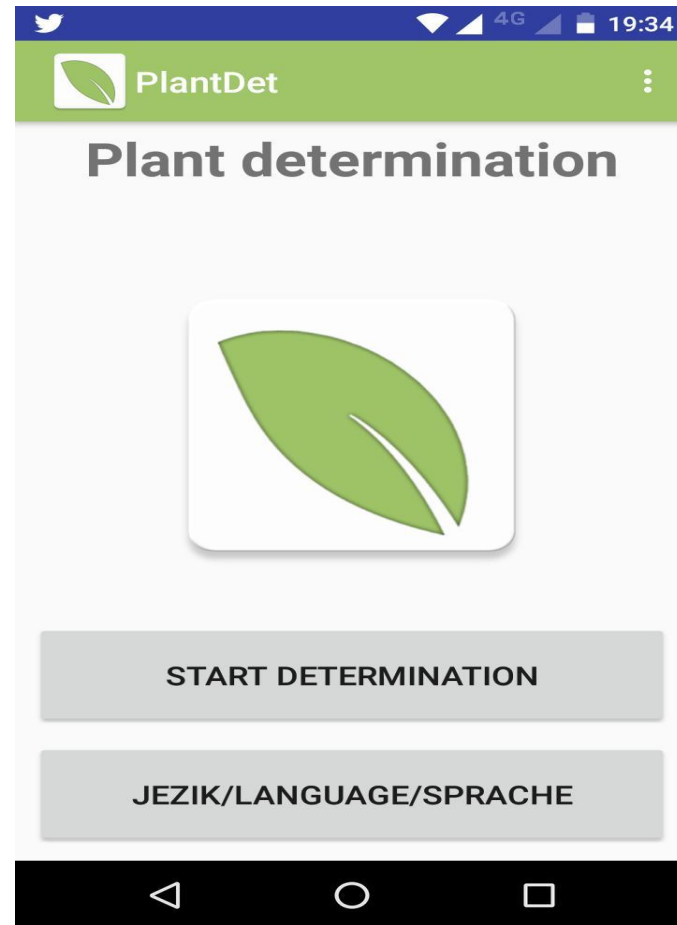 4G 19:34
PlantDet
Plant determination
START DETERMINATION
JEZIK/LANGUAGE/SPRACHE